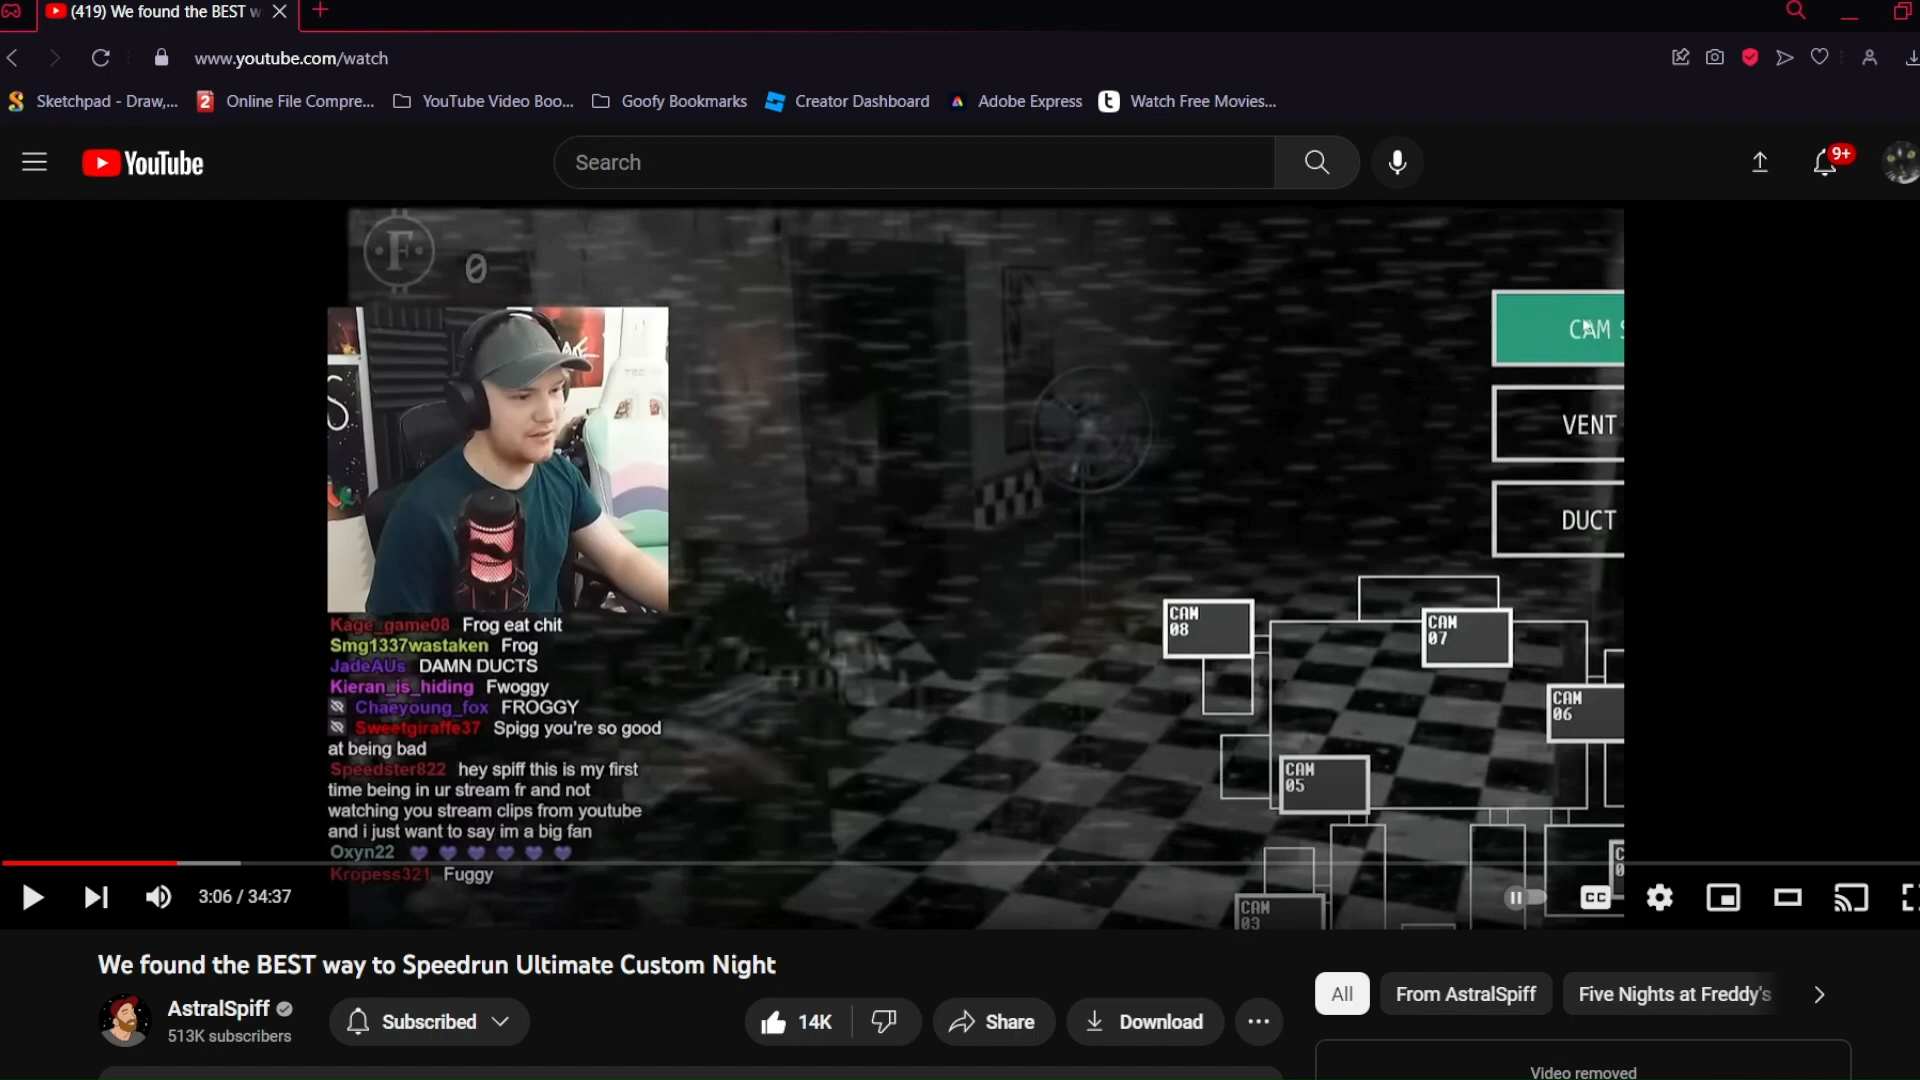 (419) We found the BEST w
www.youtube.com/watch
Sketchpad - Draw,... Online File Compre... YouTube Video Boo... Goofy Bookmarks Creator Dashboard Adobe Express Watch Free Movies...
YouTube Search 9+
F 0
CAM S
VENT
DUCT
CAM 08
CAM 07
CAM 06
CAM 05
CAM 03
Kage_game08 Frog eat chit
Smg1337wastaken Frog
JadeAUs DAMN DUCTS
Kieran_is_hiding Fwoggy
Chaeyoung_fox FROGGY
Sweetgiraffe37 Spigg you're so good
at being bad
Speedster822 hey spiff this is my first
time being in ur stream fr and not
watching you stream clips from youtube
and i just want to say im a big fan
Oxyn22
Kropess321 Fuggy
3:06 / 34:37 CC
We found the BEST way to Speedrun Ultimate Custom Night
AstralSpiff
513K subscribers
Subscribed 14K Share Download
All From AstralSpiff Five Nights at Freddy's
Video removed